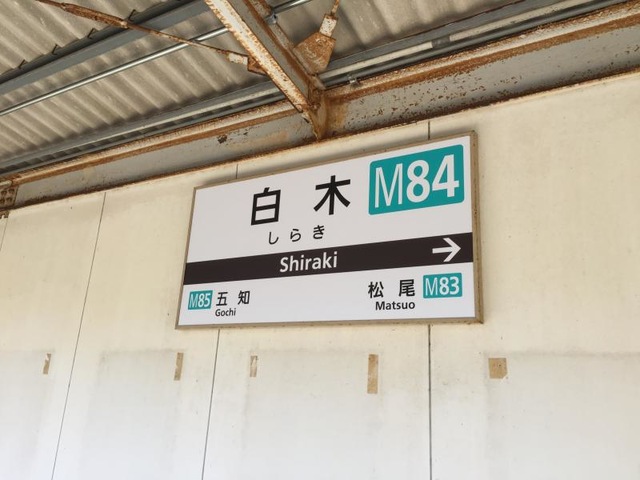 白木 M84
しらき
Shiraki
M85 五知
Gochi
松尾 M83
Matsuo